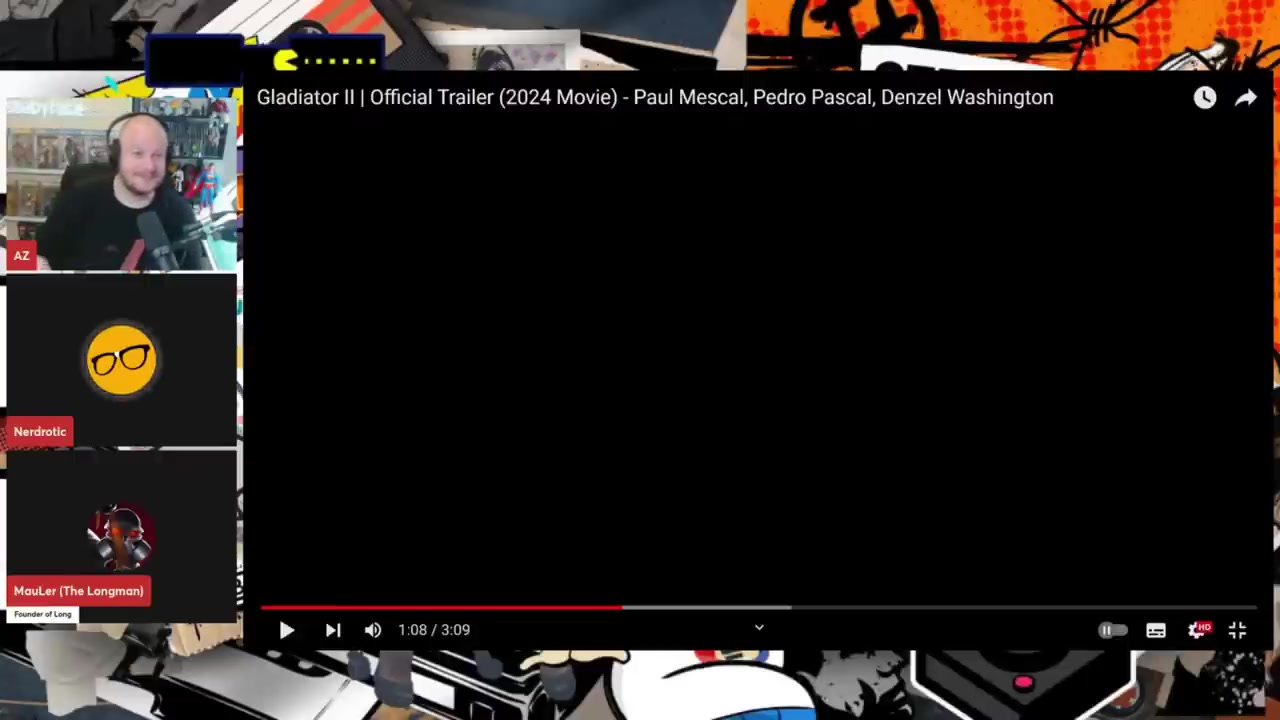 Gladiator II | Official Trailer (2024 Movie) - Paul Mescal, Pedro Pascal, Denzel Washington
AZ
Nerdrotic
MauLer (The Longman)
Founder of Long
1:08 / 3:09
HD